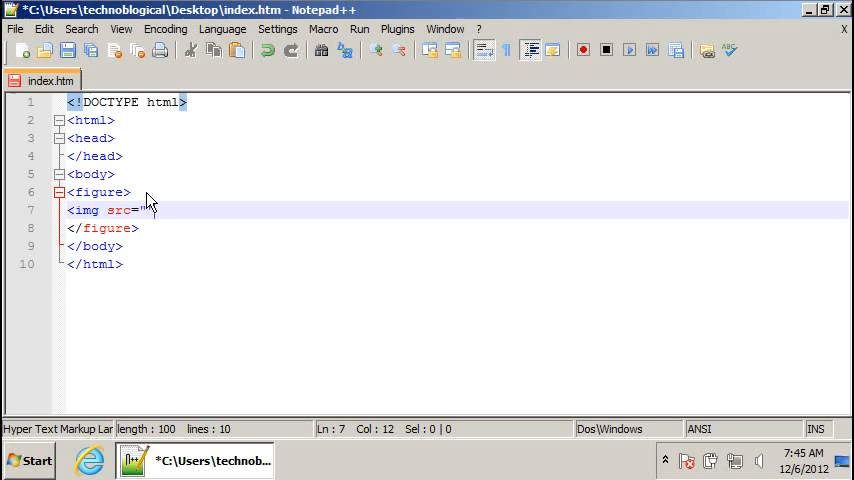 *C:\Users\technoblogical\Desktop\index.htm - Notepad++
File Edit Search View Encoding Language Settings Macro Run Plugins Window ? X
ABC
index.htm
1 <!DOCTYPE html>
2 <html>
3 <head>
4 </head>
5 <body>
6 <figure>
7 <img src=""
8 </figure>
9 </body>
10 </html>
Hyper Text Markup Lan length : 100 lines : 10 Ln : 7 Col : 12 Sel : 0 | 0 Dos\Windows ANSI INS
Start *C:\Users\technob... 7:45 AM
12/6/2012